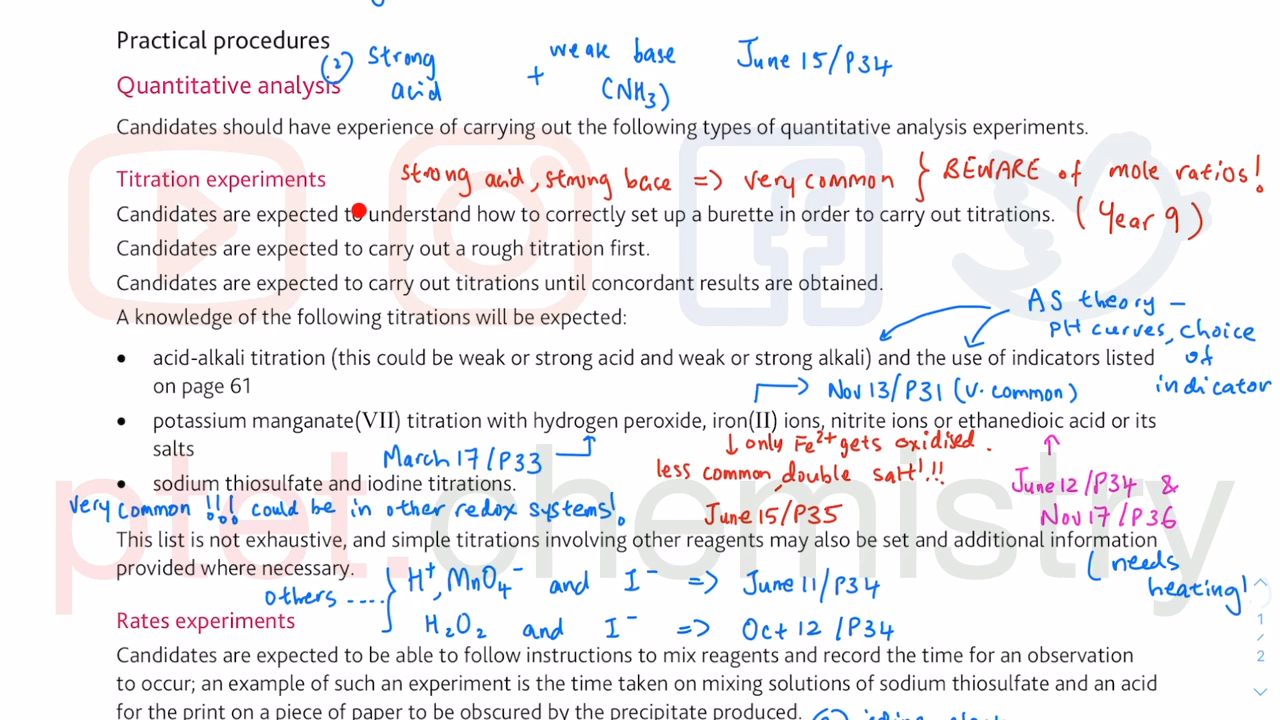 Practical procedures
(2) strong acid + weak base (NH3) June 15/P34
Quantitative analysis
Candidates should have experience of carrying out the following types of quantitative analysis experiments.
Titration experiments
strong acid, strong base => very common } BEWARE of mole ratios!
(Year 9)
Candidates are expected to understand how to correctly set up a burette in order to carry out titrations.
Candidates are expected to carry out a rough titration first.
Candidates are expected to carry out titrations until concordant results are obtained.
AS theory –
PH curves, choice
of
indicator
A knowledge of the following titrations will be expected:
• acid-alkali titration (this could be weak or strong acid and weak or strong alkali) and the use of indicators listed
on page 61
Nov 13/P31 (v. common)
• potassium manganate(VII) titration with hydrogen peroxide, iron(II) ions, nitrite ions or ethanedioic acid or its
salts
March 17/P33
↓ only Fe2+ gets oxidised.
less common, double salt!!!
June 15/P35
June 12/P34 &
Nov 17/P36
(needs
heating!
• sodium thiosulfate and iodine titrations.
very common !!! could be in other redox systems!
ptet.chemistry
This list is not exhaustive, and simple titrations involving other reagents may also be set and additional information
provided where necessary.
others ---- { H+, MnO4- and I- => June 11/P34
H2O2 and I- => Oct 12/P34
Rates experiments
Candidates are expected to be able to follow instructions to mix reagents and record the time for an observation
to occur; an example of such an experiment is the time taken on mixing solutions of sodium thiosulfate and an acid
for the print on a piece of paper to be obscured by the precipitate produced.
1
/
2